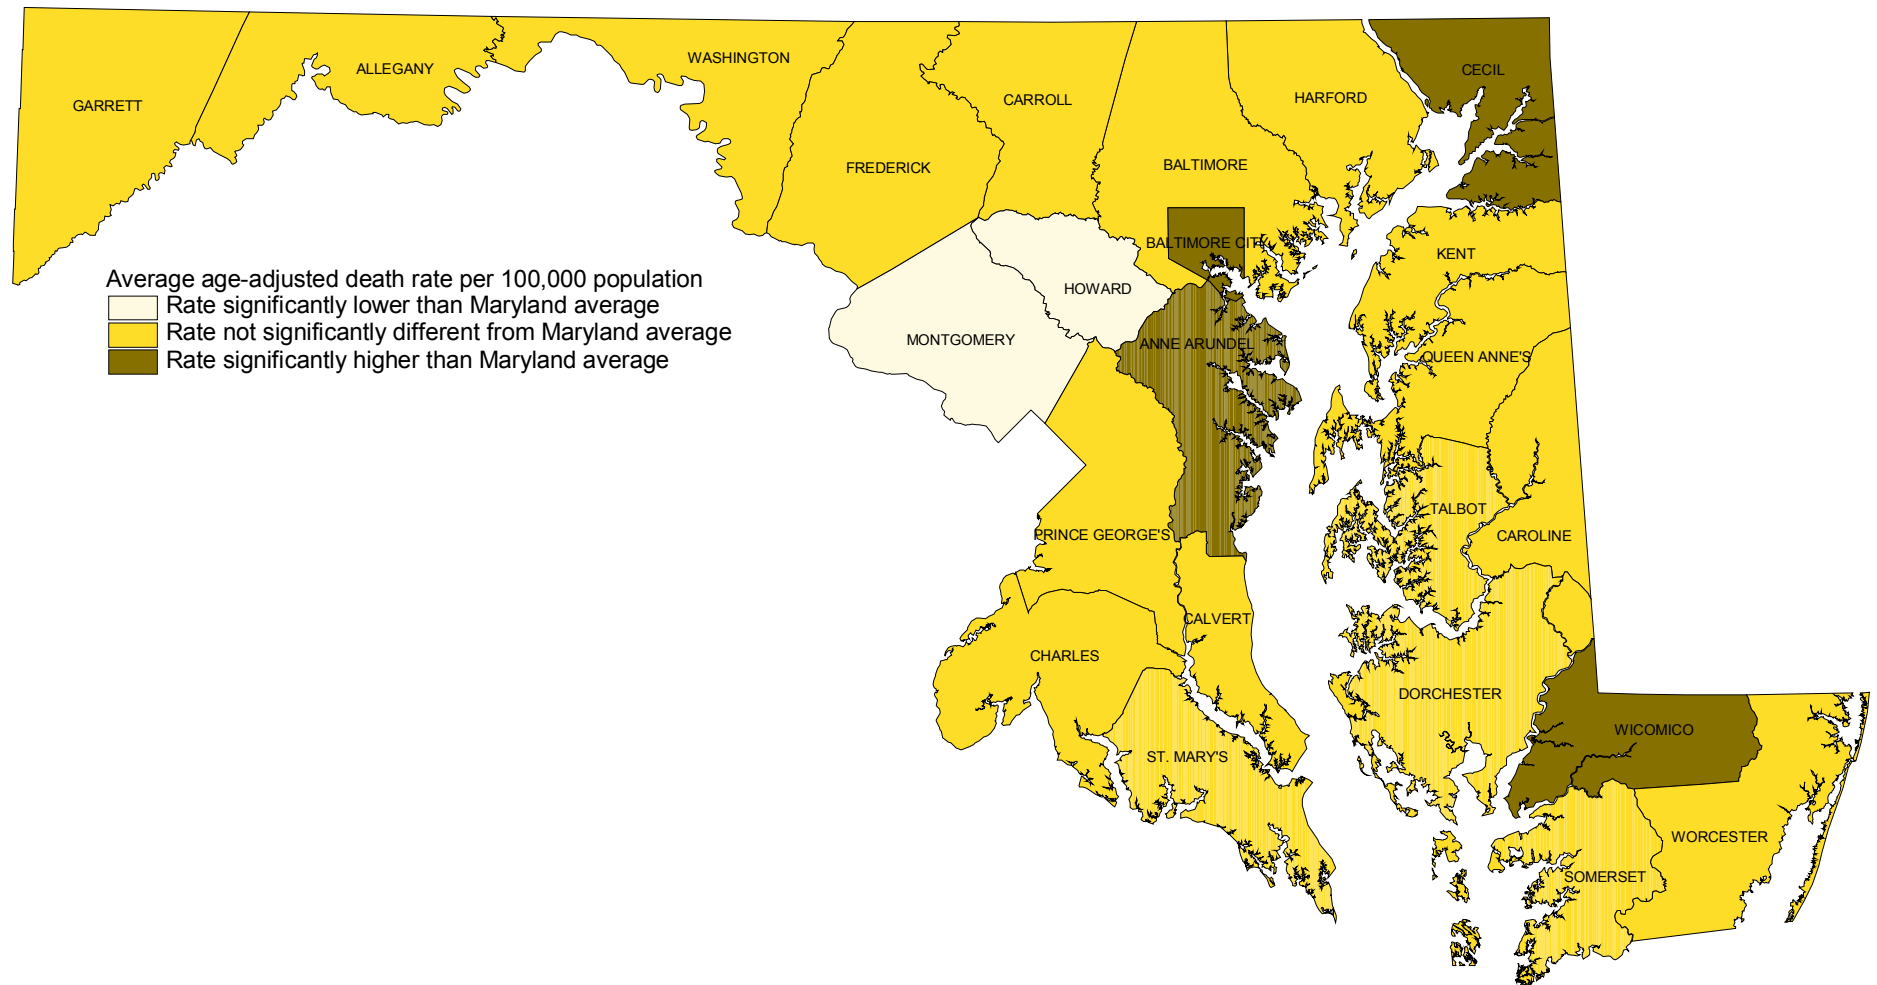 WASHINGTON
ALLEGANY
CECIL
HARFORD
CARROLL
GARRETT
BALTIMORE
FREDERICK
BALTIMORE CITY
KENT
Average age-adjusted death rate per 100,000 population
Rate significantly lower than Maryland average
Rate not significantly different from Maryland average
Rate significantly higher than Maryland average
HOWARD
MONTGOMERY
ANNE ARUNDEL
QUEEN ANNE'S
TALBOT
PRINCE GEORGE'S
CAROLINE
CALVERT
CHARLES
DORCHESTER
WICOMICO
ST. MARY'S
WORCESTER
SOMERSET